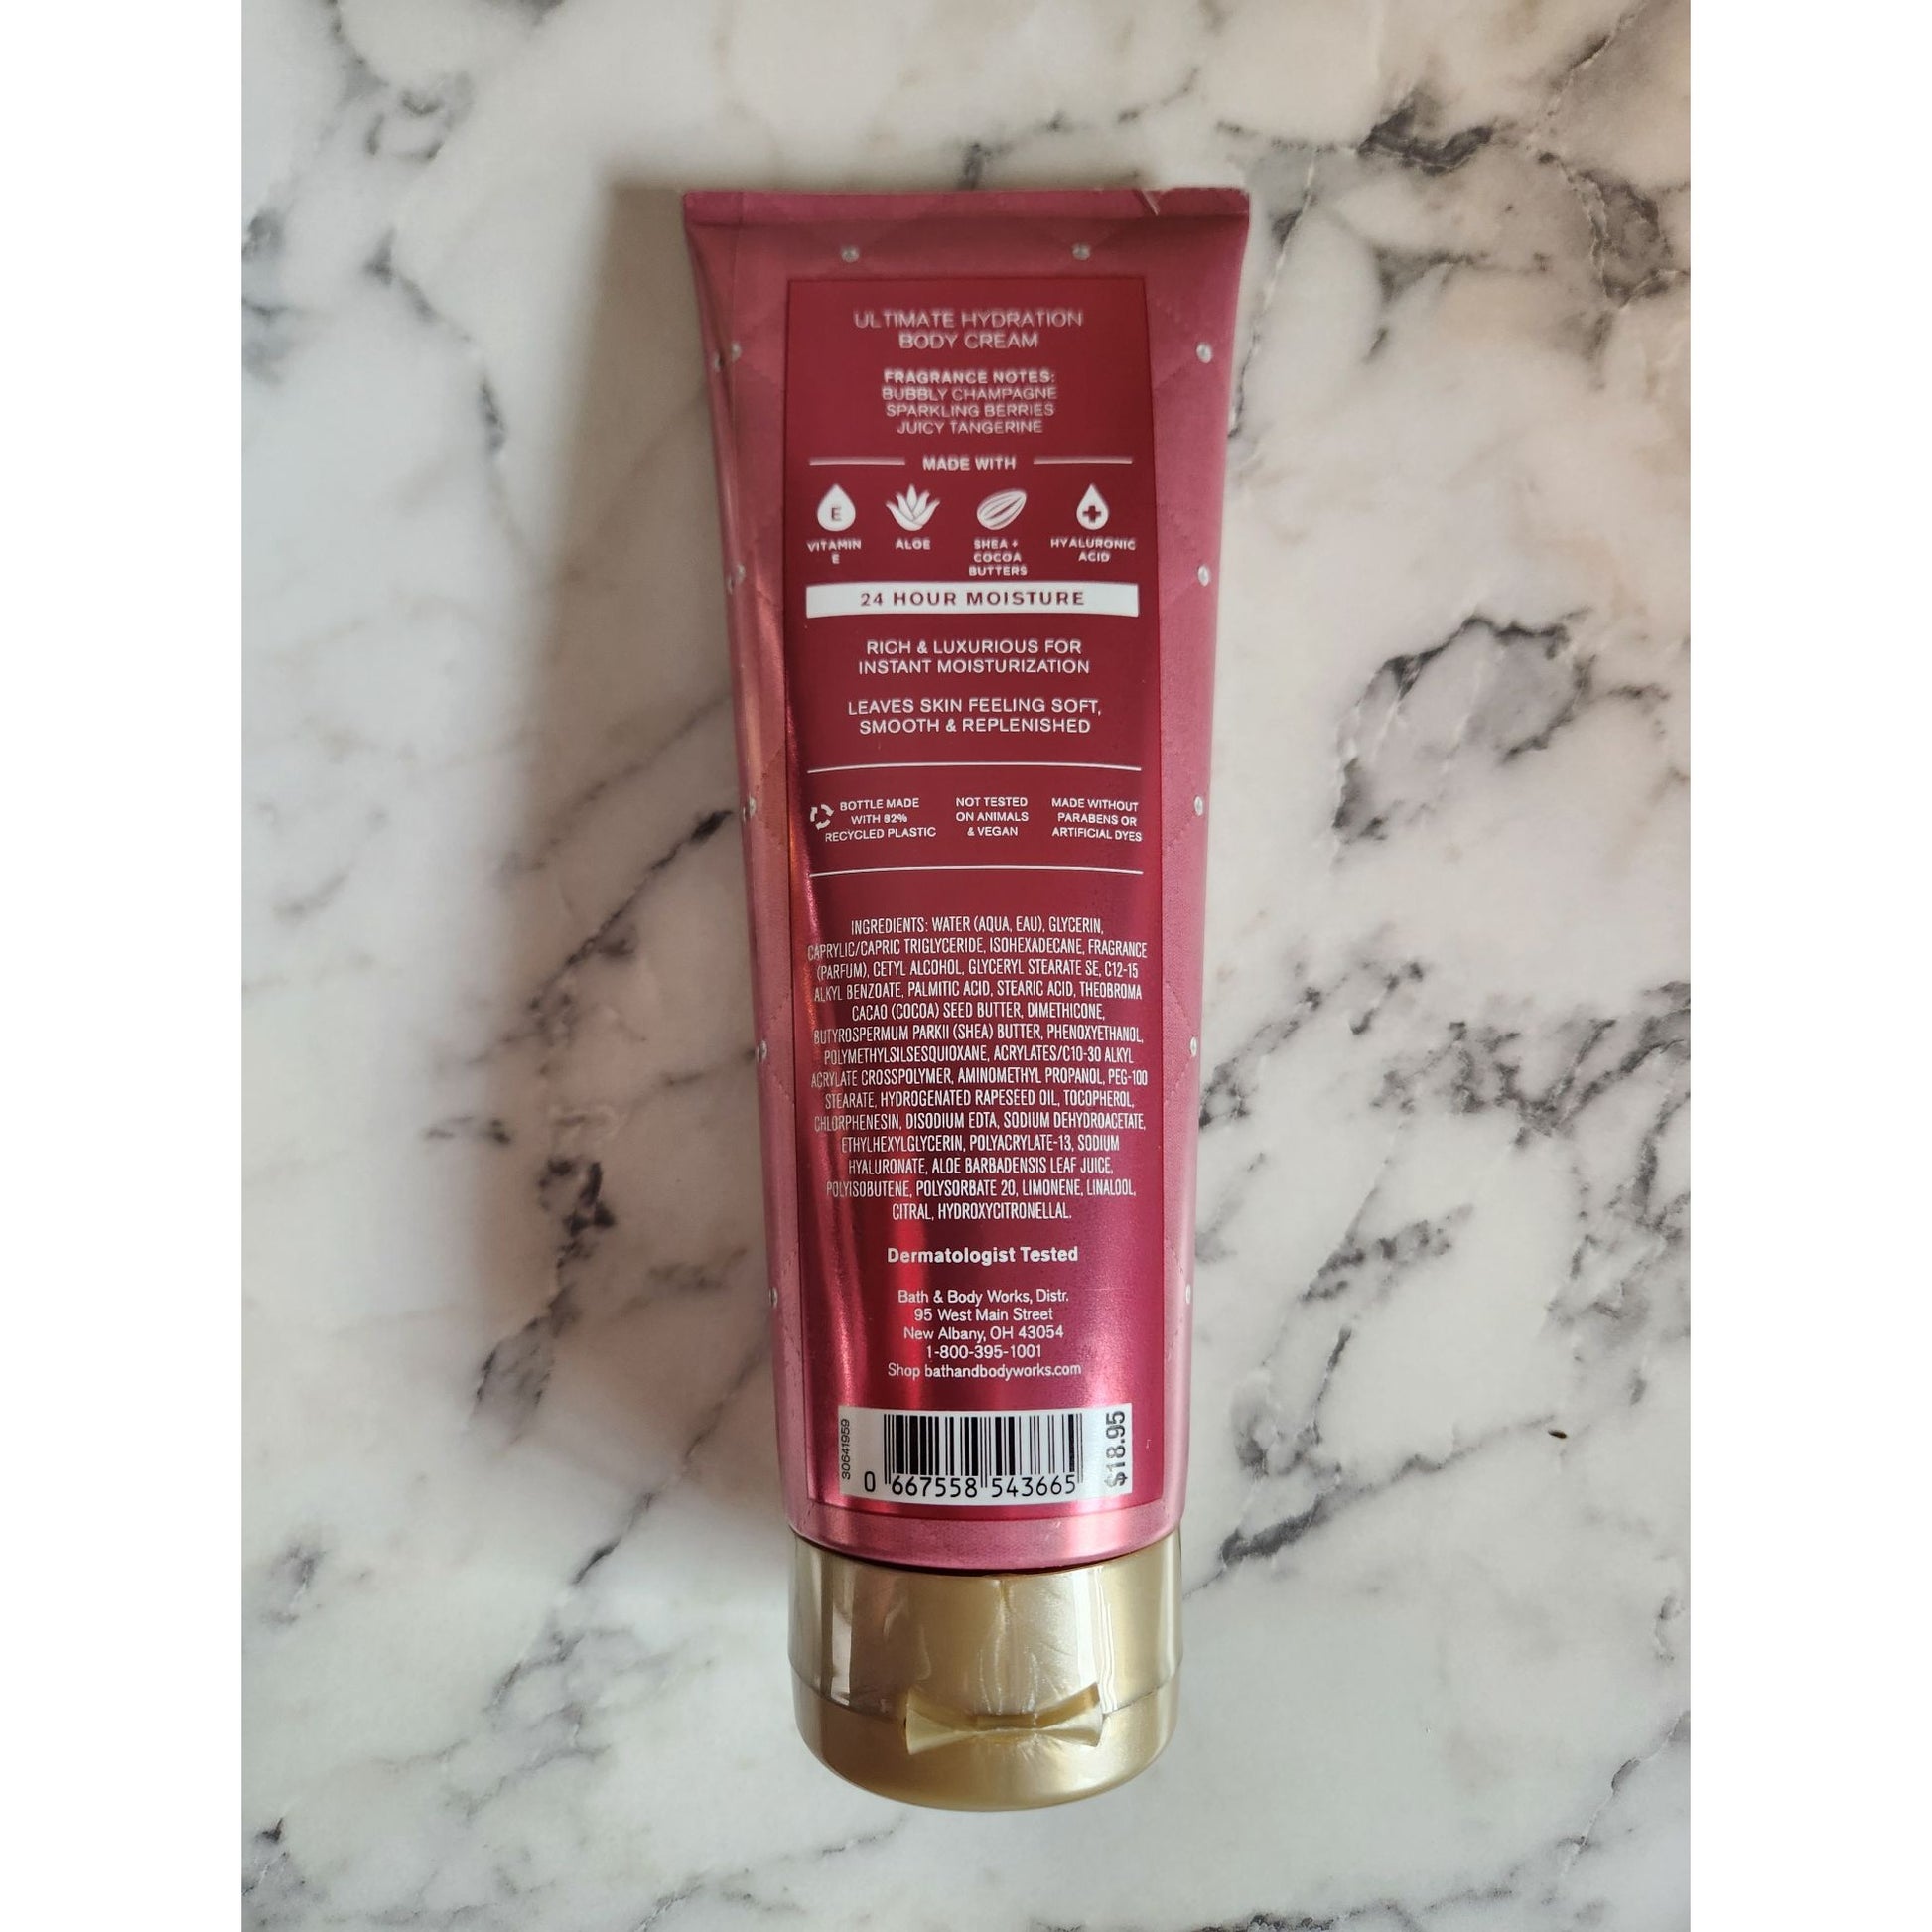 ULTIMATE HYDRATION
BODY CREAM
FRAGRANCE NOTES:
BUBBLY CHAMPAGNE
SPARKLING BERRIES
JUICY TANGERINE
MADE WITH
E
VITAMIN
E
ALOE
SHEA +
COCOA
BUTTERS
HYALURONIC
ACID
24 HOUR MOISTURE
RICH & LUXURIOUS FOR
INSTANT MOISTURIZATION
LEAVES SKIN FEELING SOFT,
SMOOTH & REPLENISHED
BOTTLE MADE
WITH 82%
RECYCLED PLASTIC
NOT TESTED
ON ANIMALS
& VEGAN
MADE WITHOUT
PARABENS OR
ARTIFICIAL DYES
INGREDIENTS: WATER (AQUA, EAU), GLYCERIN,
CAPRYLIC/CAPRIC TRIGLYCERIDE, ISOHEXADECANE, FRAGRANCE
(PARFUM), CETYL ALCOHOL, GLYCERYL STEARATE SE, C12-15
ALKYL BENZOATE, PALMITIC ACID, STEARIC ACID, THEOBROMA
CACAO (COCOA) SEED BUTTER, DIMETHICONE,
BUTYROSPERMUM PARKII (SHEA) BUTTER, PHENOXYETHANOL,
POLYMETHYLSILSESQUIOXANE, ACRYLATES/C10-30 ALKYL
ACRYLATE CROSSPOLYMER, AMINOMETHYL PROPANOL, PEG-100
STEARATE, HYDROGENATED RAPESEED OIL, TOCOPHEROL,
CHLORPHENESIN, DISODIUM EDTA, SODIUM DEHYDROACETATE,
ETHYLHEXYLGLYCERIN, POLYACRYLATE-13, SODIUM
HYALURONATE, ALOE BARBADENSIS LEAF JUICE,
POLYISOBUTENE, POLYSORBATE 20, LIMONENE, LINALOOL,
CITRAL, HYDROXYCITRONELLAL.
Dermatologist Tested
Bath & Body Works, Distr.
95 West Main Street
New Albany, OH 43054
1-800-395-1001
Shop bathandbodyworks.com
30641959
0 667558 543665
$18.95